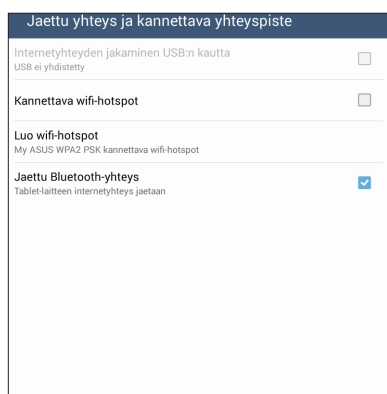 Jaettu yhteys ja kannettava yhteyspiste
Internetyhteyden jakaminen USB:n kautta
USB ei yhdistetty
Kannettava wifi-hotspot
Luo wifi-hotspot
My ASUS WPA2 PSK kannettava wifi-hotspot
Jaettu Bluetooth-yhteys
Tablet-laitteen internetyhteys jaetaan